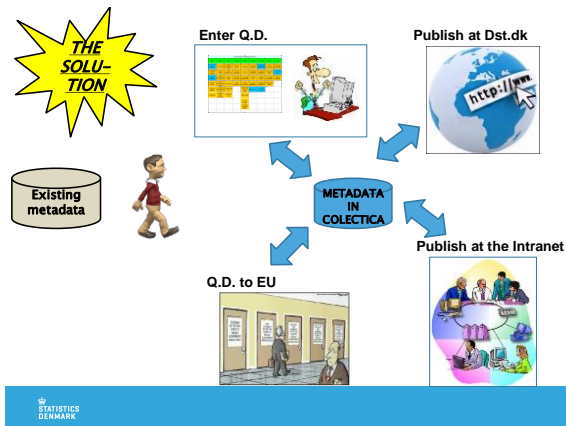 THE
SOLU-
TION
Enter Q.D.
Publish at Dst.dk
http://www.
Existing
metadata
METADATA
IN
COLECTICA
Publish at the Intranet
Q.D. to EU
STATISTICS
DENMARK